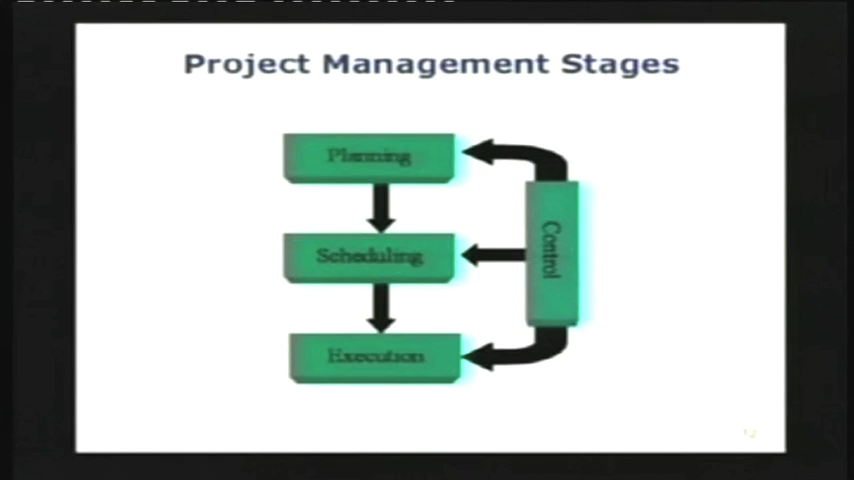 Project Management Stages
Planning
Scheduling
Control
Execution